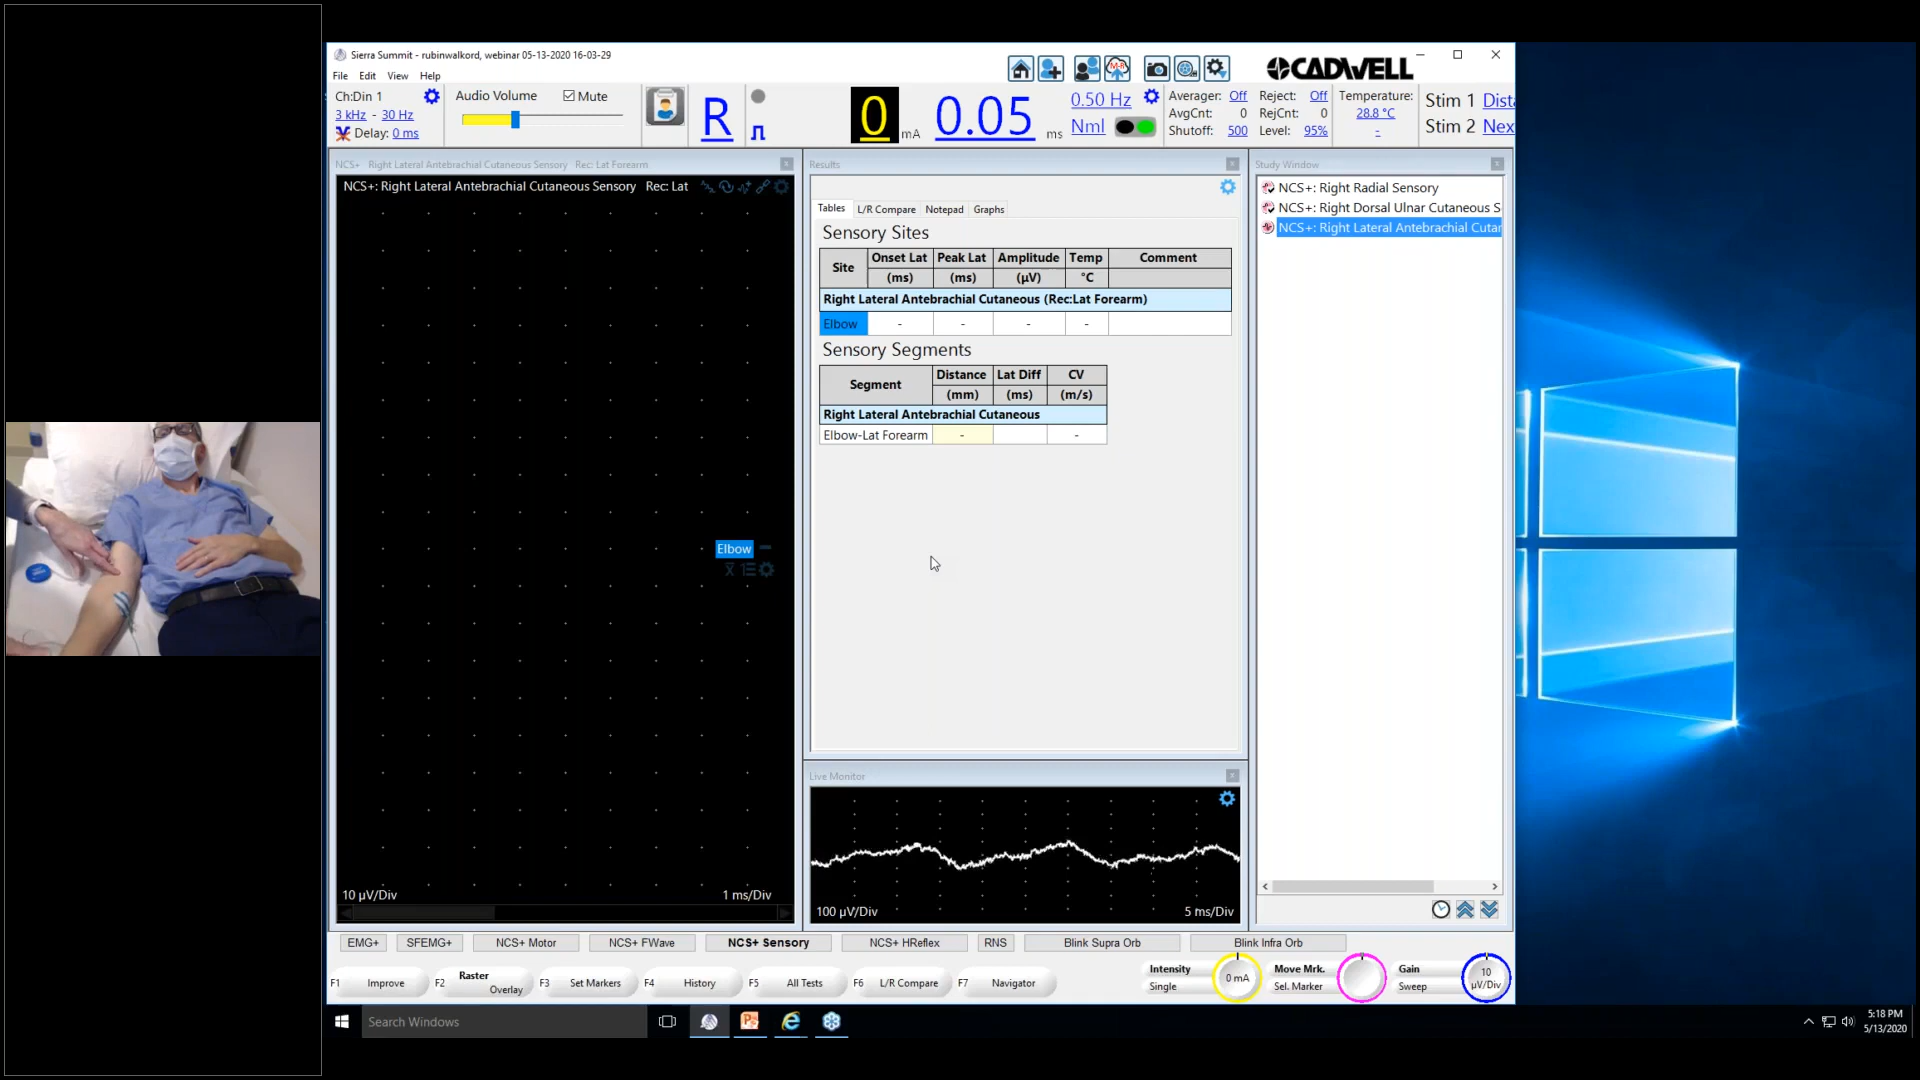 Sierra Summit - rubinwalkord, webinar 05-13-2020 16-03-29
File Edit View Help
CADWELL
Ch:Din 1
3 kHz - 30 Hz
Delay: 0 ms
Audio Volume
Mute
R
0 mA
0.05 ms
0.50 Hz
Nml
Averager: Off
AvgCnt: 0
Shutoff: 500
Reject: Off
RejCnt: 0
Level: 95%
Temperature:
28.8 °C
-
Stim 1 Dista
Stim 2 Nex
NCS+ Right Lateral Antebrachial Cutaneous Sensory Rec: Lat Forearm
NCS+: Right Lateral Antebrachial Cutaneous Sensory Rec: Lat
Elbow
10 µV/Div
1 ms/Div
Results
Tables L/R Compare Notepad Graphs
Sensory Sites
Site Onset Lat Peak Lat Amplitude Temp Comment
(ms) (ms) (µV) °C
Right Lateral Antebrachial Cutaneous (Rec:Lat Forearm)
Elbow - - - -
Sensory Segments
Segment Distance Lat Diff CV
(mm) (ms) (m/s)
Right Lateral Antebrachial Cutaneous
Elbow-Lat Forearm - -
Live Monitor
100 µV/Div
5 ms/Div
Study Window
NCS+: Right Radial Sensory
NCS+: Right Dorsal Ulnar Cutaneous S
NCS+: Right Lateral Antebrachial Cutar
EMG+ SFEMG+ NCS+ Motor NCS+ FWave NCS+ Sensory NCS+ HReflex RNS Blink Supra Orb Blink Infra Orb
F1 Improve
F2 Raster Overlay
F3 Set Markers
F4 History
F5 All Tests
F6 L/R Compare
F7 Navigator
Intensity
Single
0 mA
Move Mrk.
Sel. Marker
Gain
Sweep
10
µV/Div
Search Windows
5:18 PM
5/13/2020